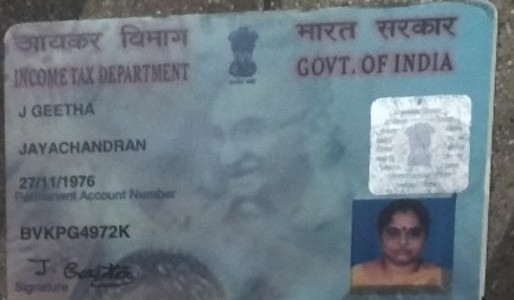 आयकर विभाग
INCOME TAX DEPARTMENT
भारत सरकार
GOVT. OF INDIA
J GEETHA
JAYACHANDRAN
27/11/1976
Permanent Account Number
BVKPG4972K
J. Geetha
Signature